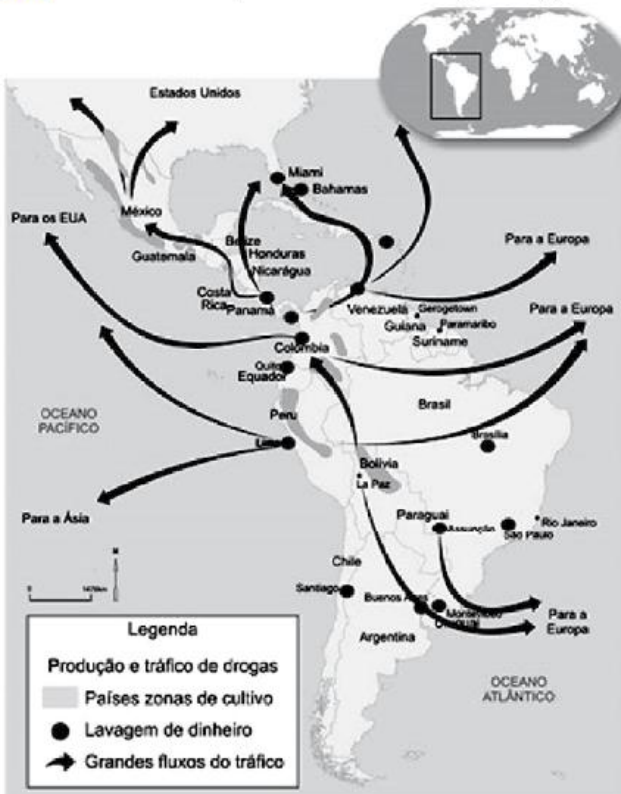 Estados Unidos
Miami
Bahamas
México
Para os EUA
Belize
Honduras
Guatemala
Nicarágua
Para a Europa
Costa
Rica
Panamá
Venezuela
Gerogetown
Guiana
Paramaribo
Suriname
Para a Europa
Colômbia
Quito
Equador
Brasil
OCEANO
PACÍFICO
Peru
Lima
Brasília
Bolívia
La Paz
Para a Ásia
Paraguai
Assunção
São Paulo
Rio Janeiro
Chile
Santiago
Buenos Aires
Montevideo
Argentina
Para a
Europa
OCEANO
ATLÂNTICO
0
Legenda
Produção e tráfico de drogas
Países zonas de cultivo
Lavagem de dinheiro
Grandes fluxos do tráfico